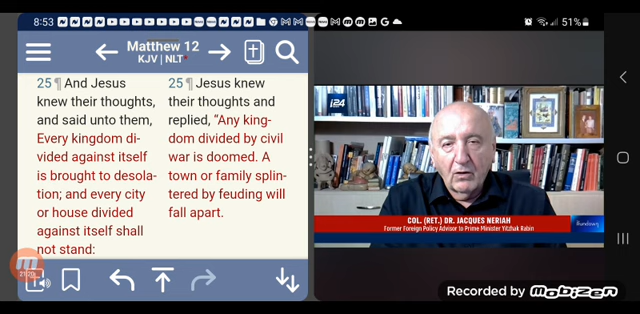 8:53
51%
Matthew 12
KJV | NLT
25 ¶ And Jesus
knew their thoughts,
and said unto them,
Every kingdom di-
vided against itself
is brought to desola-
tion; and every city
or house divided
against itself shall
not stand:
25 ¶ Jesus knew
their thoughts and
replied, “Any king-
dom divided by civil
war is doomed. A
town or family splin-
tered by feuding will
fall apart.
i24
COL. (RET.) DR. JACQUES NERIAH
Former Foreign Policy Advisor to Prime Minister Yitzhak Rabin
Recorded by Mobizen